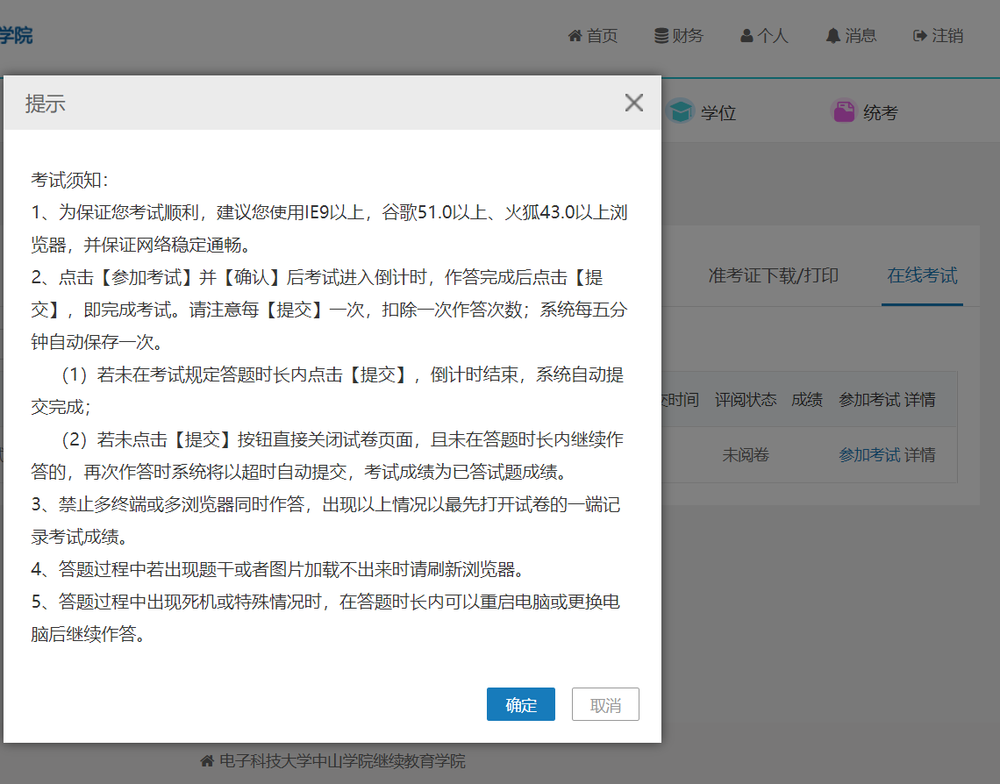 学院
首页 财务 个人 消息 注销
提示
学位 统考
考试须知：
1、为保证您考试顺利，建议您使用IE9以上，谷歌51.0以上、火狐43.0以上浏
览器，并保证网络稳定通畅。
2、点击【参加考试】并【确认】后考试进入倒计时，作答完成后点击【提
交】，即完成考试。请注意每【提交】一次，扣除一次作答次数；系统每五分
钟自动保存一次。
（1）若未在考试规定答题时长内点击【提交】，倒计时结束，系统自动提
交完成；
（2）若未点击【提交】按钮直接关闭试卷页面，且未在答题时长内继续作
答的，再次作答时系统将以超时自动提交，考试成绩为已答试题成绩。
3、禁止多终端或多浏览器同时作答，出现以上情况以最先打开试卷的一端记
录考试成绩。
4、答题过程中若出现题干或者图片加载不出来时请刷新浏览器。
5、答题过程中出现死机或特殊情况时，在答题时长内可以重启电脑或更换电
脑后继续作答。
确定 取消
准考证下载/打印 在线考试
交时间 评阅状态 成绩 参加考试 详情
未阅卷 参加考试 详情
电子科技大学中山学院继续教育学院